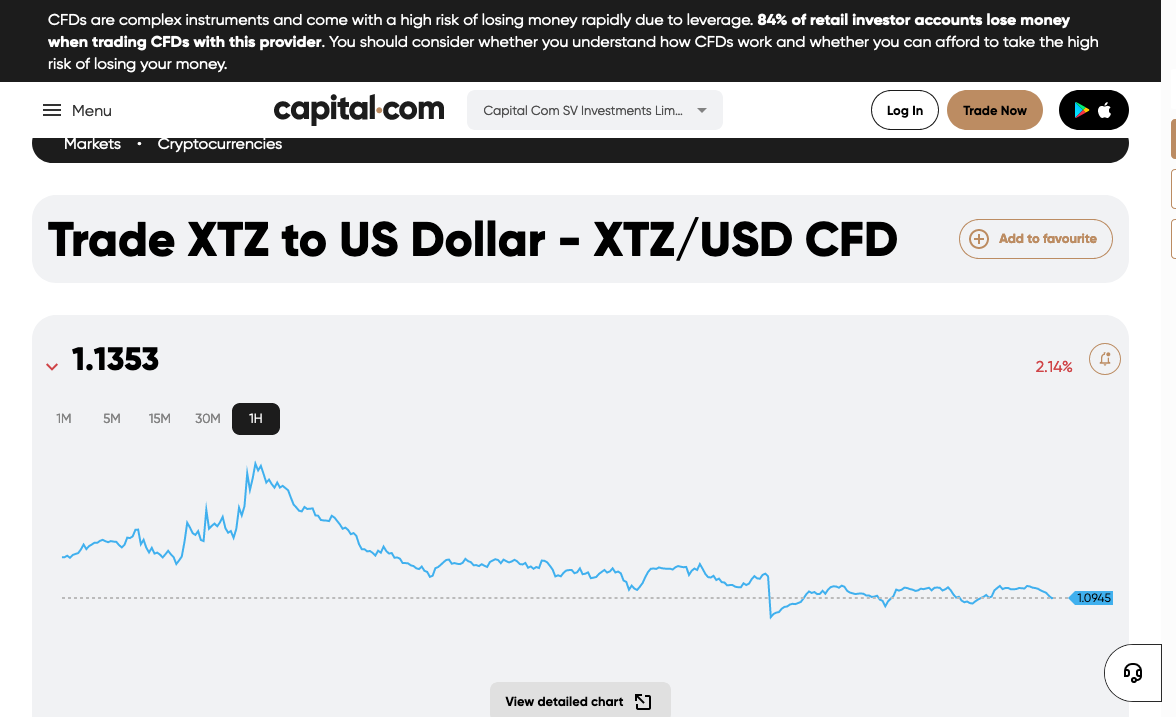 CFDs are complex instruments and come with a high risk of losing money rapidly due to leverage. 84% of retail investor accounts lose money
when trading CFDs with this provider. You should consider whether you understand how CFDs work and whether you can afford to take the high
risk of losing your money.
Menu
capital.com
Capital Com SV Investments Lim...
Log In
Trade Now
Markets • Cryptocurrencies
Trade XTZ to US Dollar - XTZ/USD CFD
Add to favourite
1.1353
2.14%
1M 5M 15M 30M 1H
1.0945
View detailed chart